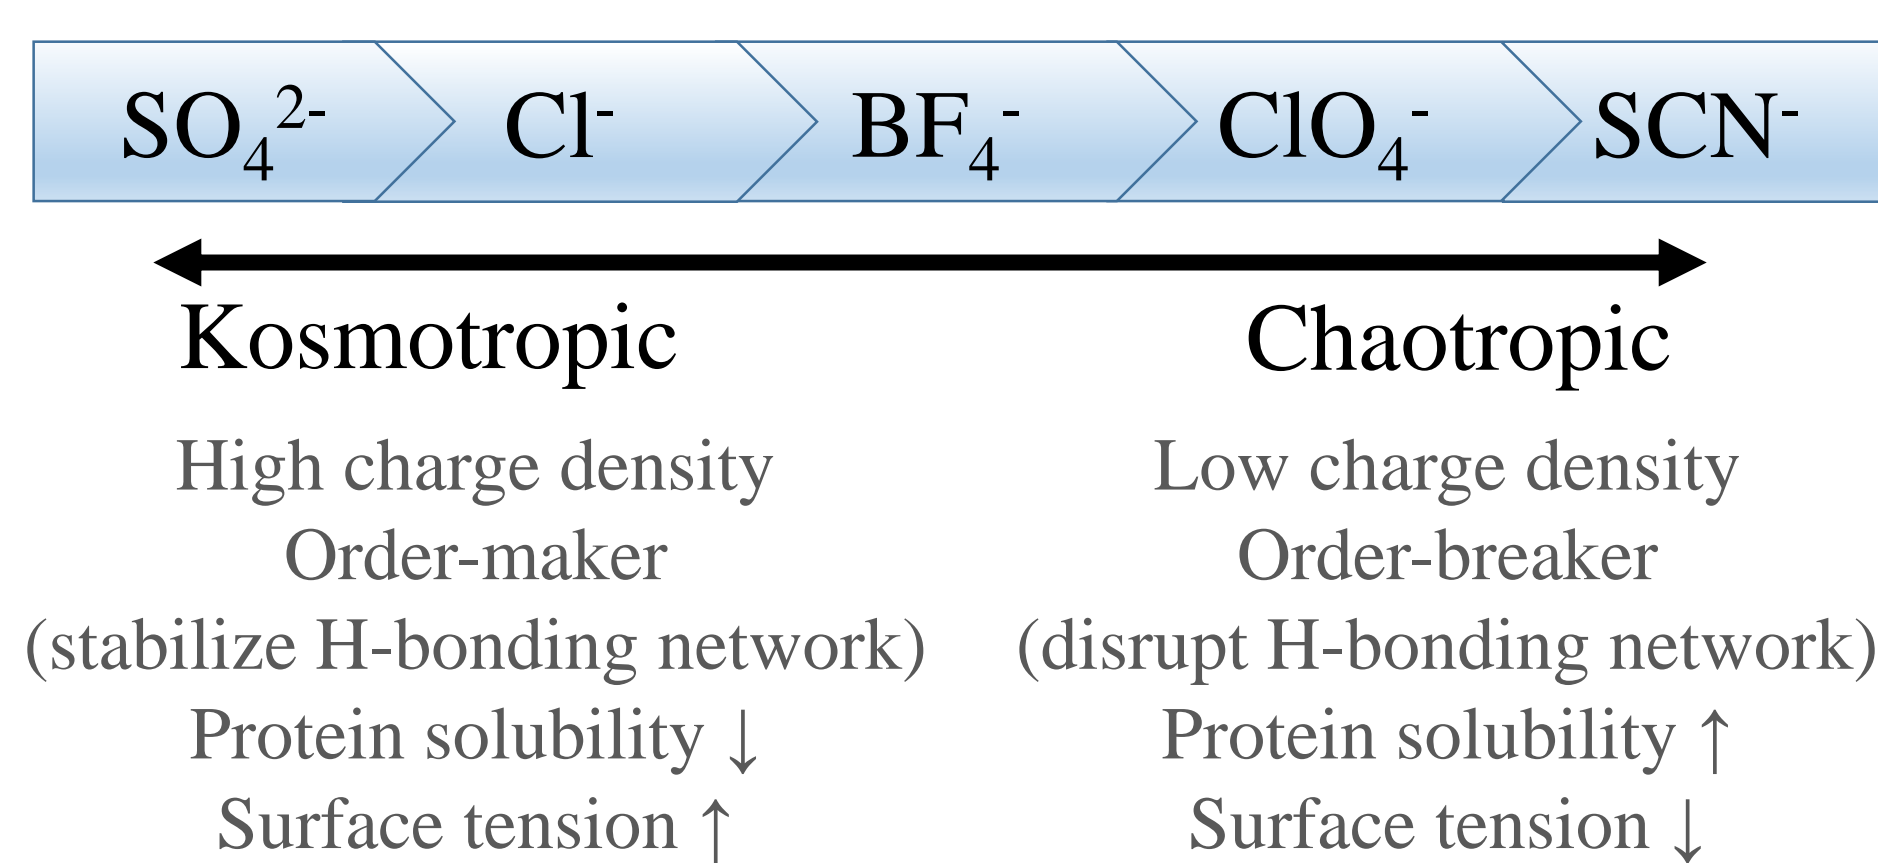 SO₄²⁻ Cl⁻ BF₄⁻ ClO₄⁻ SCN⁻
Kosmotropic Chaotropic
High charge density Low charge density
Order-maker Order-breaker
(stabilize H-bonding network) (disrupt H-bonding network)
Protein solubility ↓ Protein solubility ↑
Surface tension ↑ Surface tension ↓